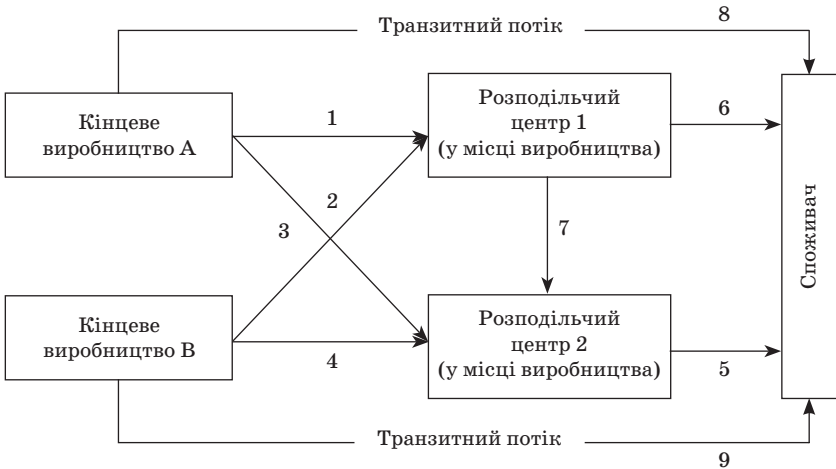 Транзитний потік
8
Кінцеве
виробництво А
1
Розподільчий
центр 1
(у місці виробництва)
6
2
3
7
Споживач
Кінцеве
виробництво В
4
Розподільчий
центр 2
(у місці виробництва)
5
Транзитний потік
9